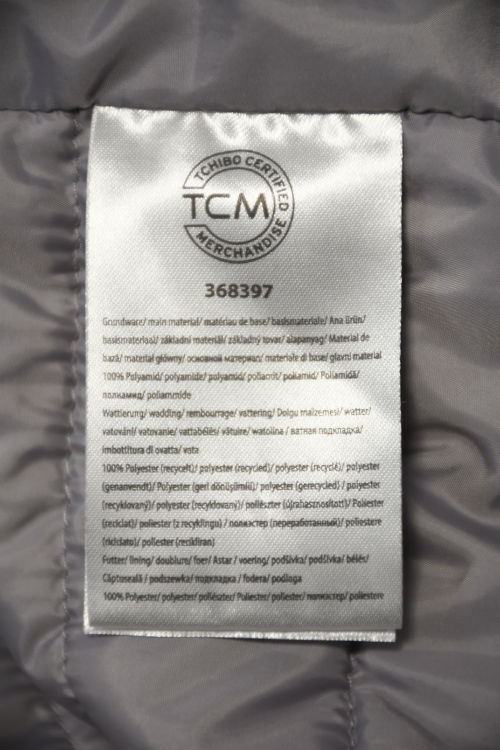 TCHIBO CERTIFIED
TCM
MERCHANDISE
368397
Grundware/ main material/ matériau de base/ basismateriale/ Ana Ürün/
basismateriaal/ základní materiál/ základný tovar/ alapanyag/ Material de
bază/ materiał główny/ основной материал/ materiale di base/ glavni material
100% Polyamid/ polyamide/ polyamid/ poliamit/ poliamid/ Poliamidă/
полиамид/ poliammide
Wattierung/ wadding/ rembourrage/ vattering/ Dolgu malzemesi/ watter/
vatování/ vatovanie/ vattabélés/ vătuire/ watolina / ватная подкладка/
imbottitura di ovatta/ vata
100% Polyester (recycelt)/ polyester (recycled)/ polyester (recyclé)/ polyester
(genanvendt)/ Polyester (geri dönüşümlü)/ polyester (gerecycled) / polyester
(recyklovaný)/ polyester (recyklovaný)/ poliészter (újrahasznosított)/ Poliester
(reciclat)/ poliester (z recyklingu) / полиэстер (переработанный)/ poliestere
(riciclato)/ poliester (recikliran)
Futter/ lining/ doublure/ foer/ Astar / voering/ podšívka/ podšívka/ bélés/
Căptuseală / podszewka/ подкладка / fodera/ podloga
100% Polyester/ polyester/ poliészter/ Poliester/ poliester/ полиэстер/ poliestere